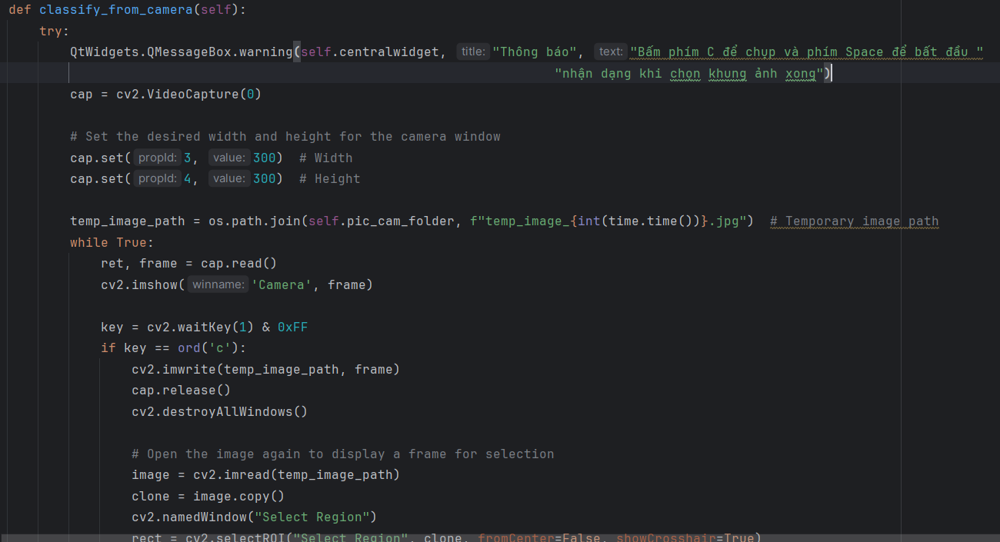 def classify_from_camera(self):
try:
QtWidgets.QMessageBox.warning(self.centralwidget, title: "Thông báo", text: "Bấm phím C để chụp và phím Space để bất đầu "
"nhận dạng khi chọn khung ảnh xong")
cap = cv2.VideoCapture(0)
# Set the desired width and height for the camera window
cap.set( propId: 3, value: 300) # Width
cap.set( propId: 4, value: 300) # Height
temp_image_path = os.path.join(self.pic_cam_folder, f"temp_image_{int(time.time())}.jpg") # Temporary image path
while True:
ret, frame = cap.read()
cv2.imshow( winname: 'Camera', frame)
key = cv2.waitKey(1) & 0xFF
if key == ord('c'):
cv2.imwrite(temp_image_path, frame)
cap.release()
cv2.destroyAllWindows()
# Open the image again to display a frame for selection
image = cv2.imread(temp_image_path)
clone = image.copy()
cv2.namedWindow("Select Region")
rect = cv2.selectROI("Select Region", clone, fromCenter=False, showCrosshair=True)